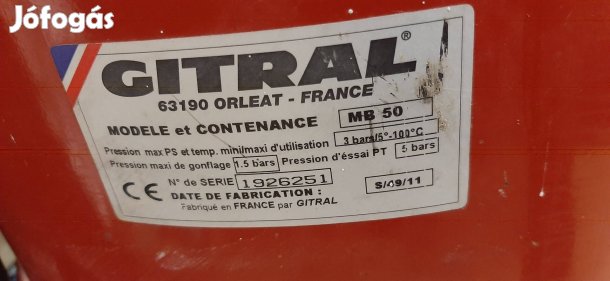 Jófogás
GITRAL®
63190 ORLEAT - FRANCE
MODELE et CONTENANCE MB 50
Pression max PS et temp. mini/maxi d'utilisation 3 bars/5°-100°C
Pression maxi de gonflage 1.5 bars Pression d'éssai PT 5 bars
N° de SERIE 1926251
CE DATE DE FABRICATION : S/09/11
Fabriqué en FRANCE par GITRAL